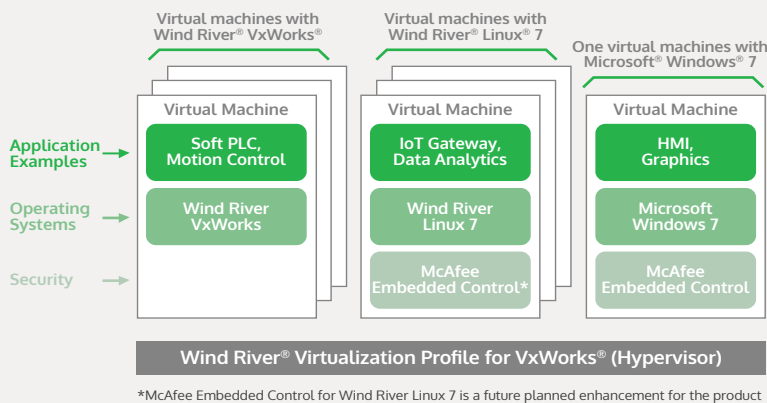 Virtual machines with
Wind River® VxWorks®
Virtual machines with
Wind River® Linux® 7
One virtual machines with
Microsoft® Windows® 7
Virtual Machine
Virtual Machine
Virtual Machine
Application
Examples
Soft PLC,
Motion Control
IoT Gateway,
Data Analytics
HMI,
Graphics
Operating
Systems
Wind River
VxWorks
Wind River
Linux 7
Microsoft
Windows 7
Security
McAfee
Embedded Control*
McAfee
Embedded Control
Wind River® Virtualization Profile for VxWorks® (Hypervisor)
*McAfee Embedded Control for Wind River Linux 7 is a future planned enhancement for the product